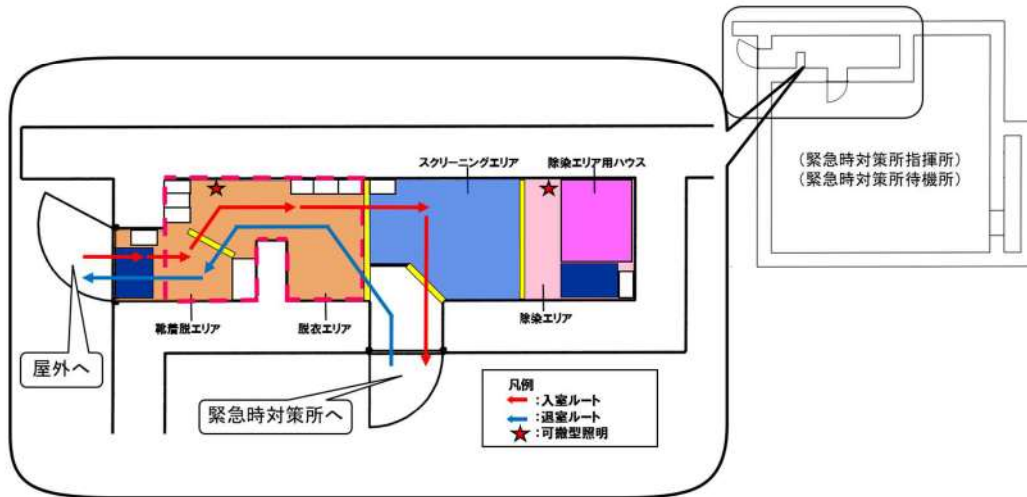 (緊急時対策所指揮所)
(緊急時対策所待機所)
スクリーニングエリア
除染エリア用ハウス
靴着脱エリア
脱衣エリア
除染エリア
屋外へ
緊急時対策所へ
凡例
:入室ルート
:退室ルート
:可搬型照明